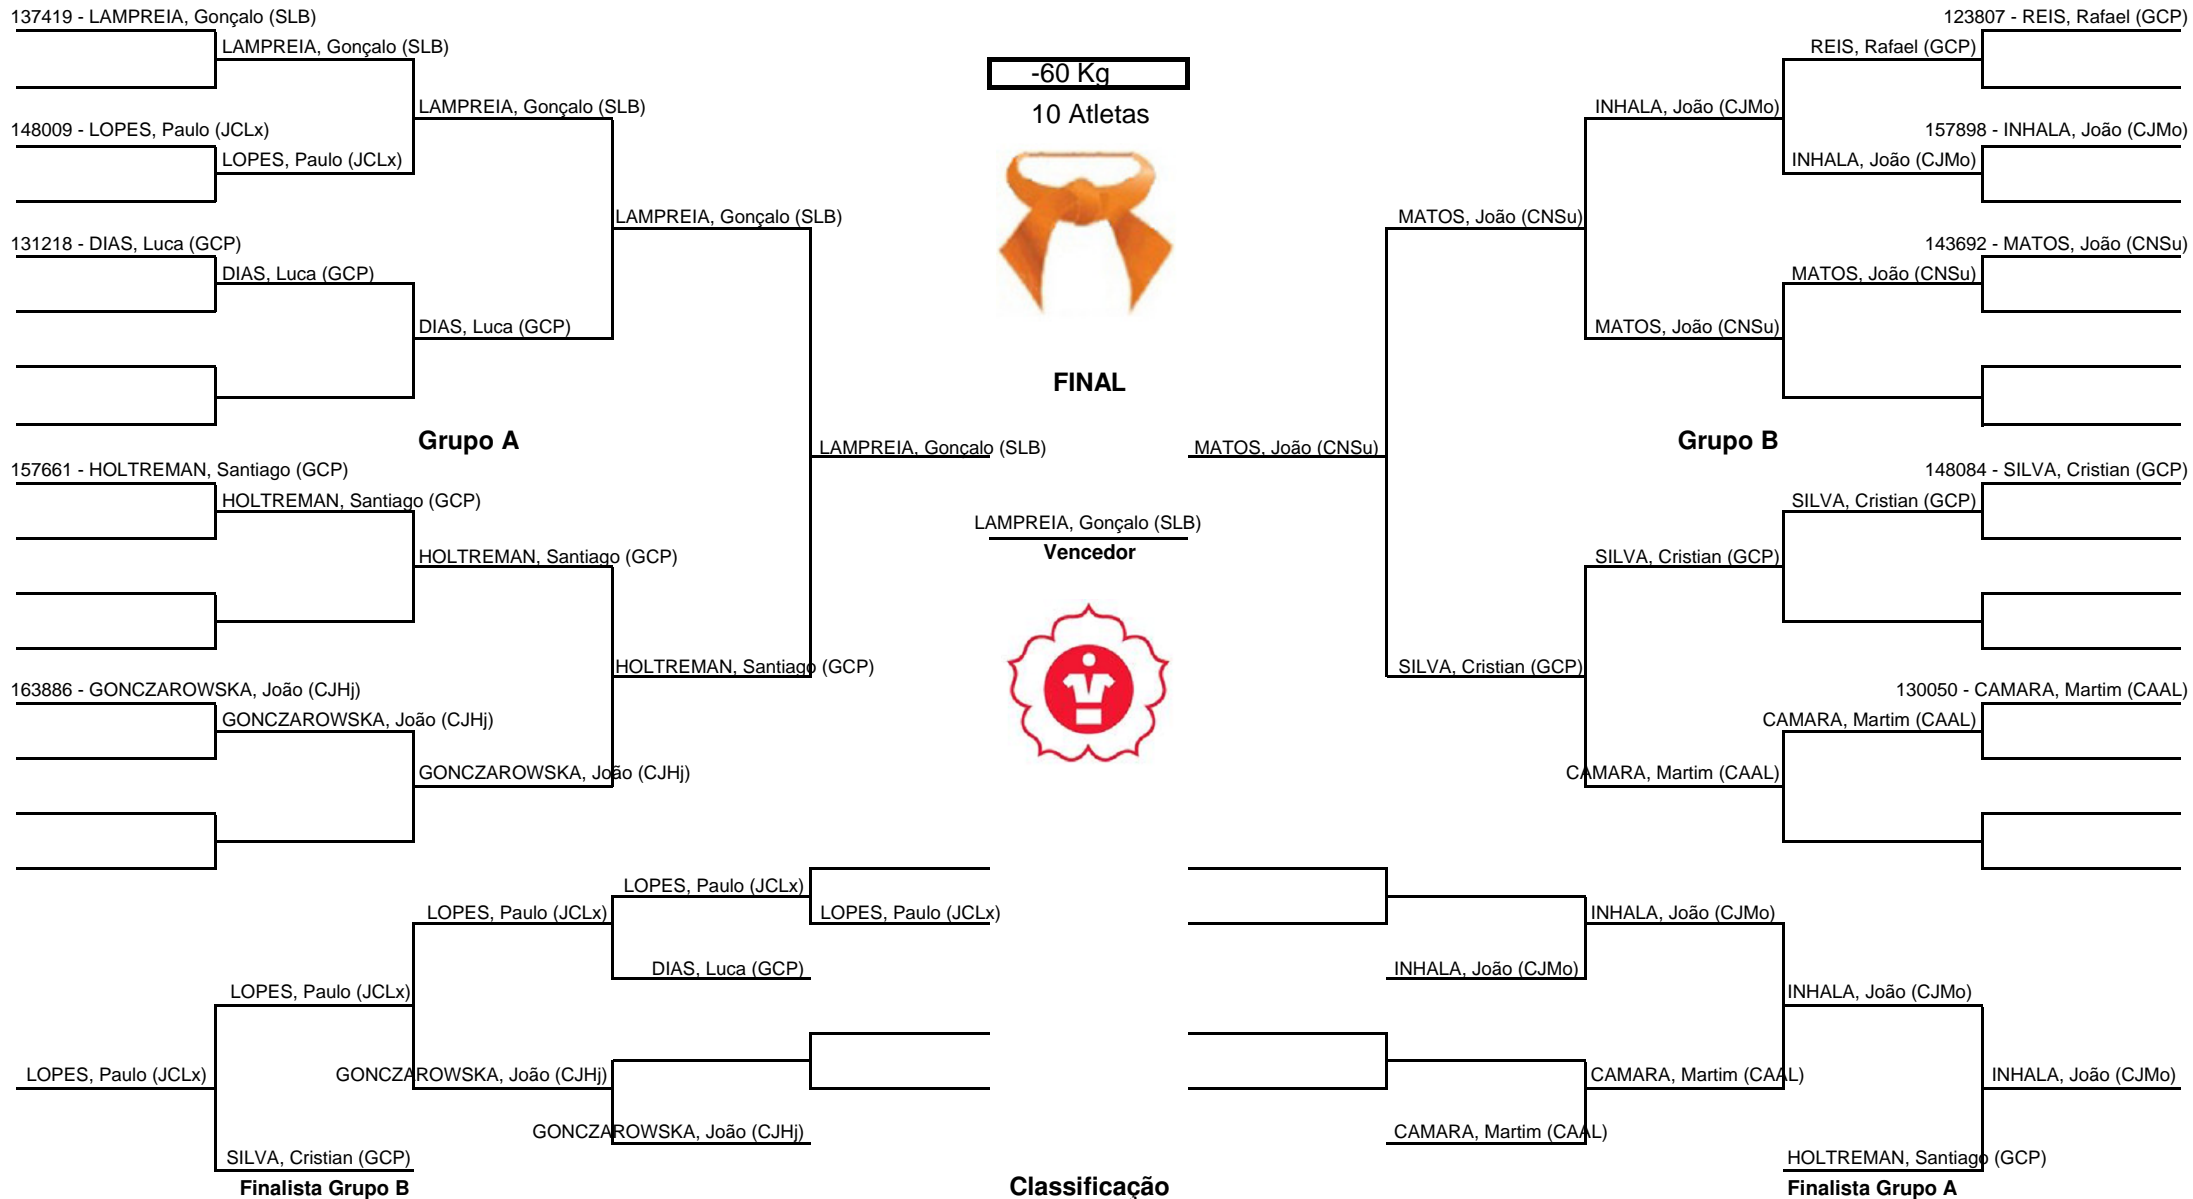 137419 - LAMPREIA, Gonçalo (SLB)
123807 - REIS, Rafael (GCP)
LAMPREIA, Gonçalo (SLB)
REIS, Rafael (GCP)
-60 Kg
LAMPREIA, Gonçalo (SLB)
10 Atletas
INHALA, João (CJMo)
148009 - LOPES, Paulo (JCLx)
157898 - INHALA, João (CJMo)
LOPES, Paulo (JCLx)
INHALA, João (CJMo)
LAMPREIA, Gonçalo (SLB)
MATOS, João (CNSu)
131218 - DIAS, Luca (GCP)
143692 - MATOS, João (CNSu)
DIAS, Luca (GCP)
MATOS, João (CNSu)
DIAS, Luca (GCP)
MATOS, João (CNSu)
FINAL
Grupo A
Grupo B
LAMPREIA, Gonçalo (SLB)
MATOS, João (CNSu)
157661 - HOLTREMAN, Santiago (GCP)
148084 - SILVA, Cristian (GCP)
HOLTREMAN, Santiago (GCP)
SILVA, Cristian (GCP)
LAMPREIA, Gonçalo (SLB)
Vencedor
HOLTREMAN, Santiago (GCP)
SILVA, Cristian (GCP)
HOLTREMAN, Santiago (GCP)
SILVA, Cristian (GCP)
163886 - GONCZAROWSKA, João (CJHj)
130050 - CAMARA, Martim (CAAL)
GONCZAROWSKA, João (CJHj)
CAMARA, Martim (CAAL)
GONCZAROWSKA, João (CJHj)
CAMARA, Martim (CAAL)
LOPES, Paulo (JCLx)
LOPES, Paulo (JCLx)
LOPES, Paulo (JCLx)
INHALA, João (CJMo)
DIAS, Luca (GCP)
INHALA, João (CJMo)
LOPES, Paulo (JCLx)
INHALA, João (CJMo)
LOPES, Paulo (JCLx)
GONCZAROWSKA, João (CJHj)
CAMARA, Martim (CAAL)
INHALA, João (CJMo)
GONCZAROWSKA, João (CJHj)
CAMARA, Martim (CAAL)
SILVA, Cristian (GCP)
HOLTREMAN, Santiago (GCP)
Finalista Grupo B
Classificação
Finalista Grupo A